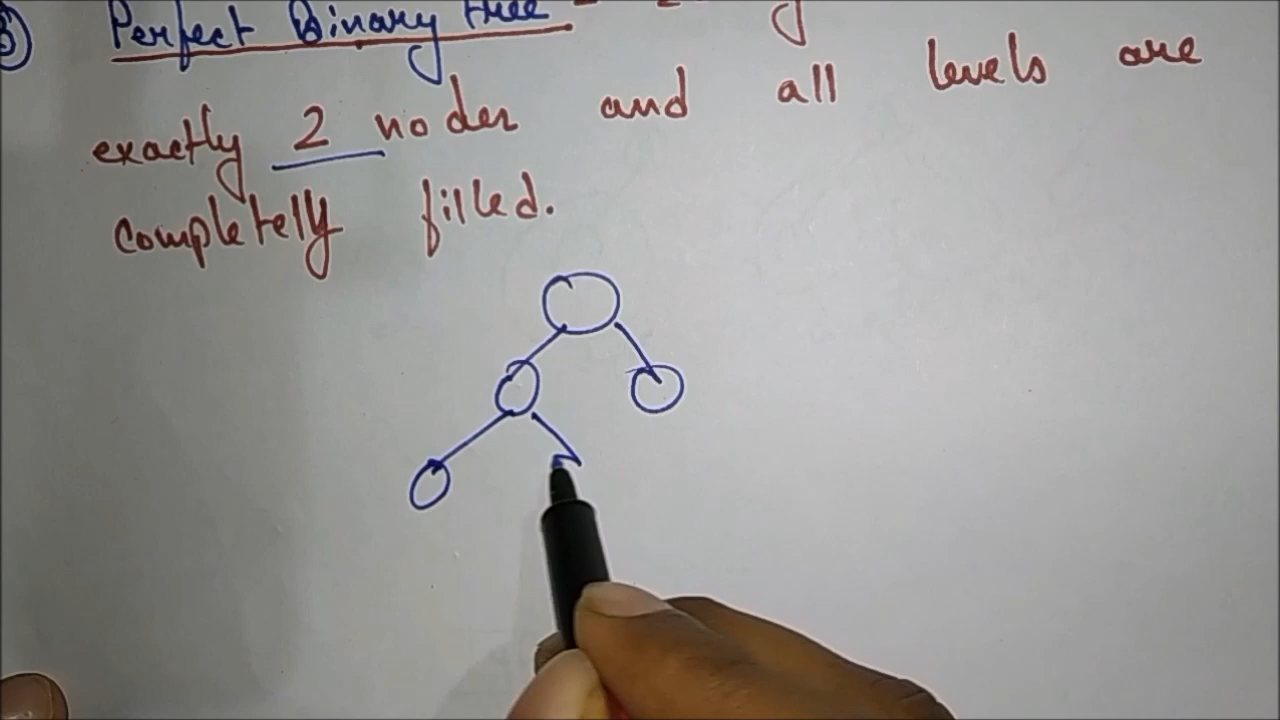 Perfect Binary tree -
exactly 2 nodes and all levels are
completely filled.